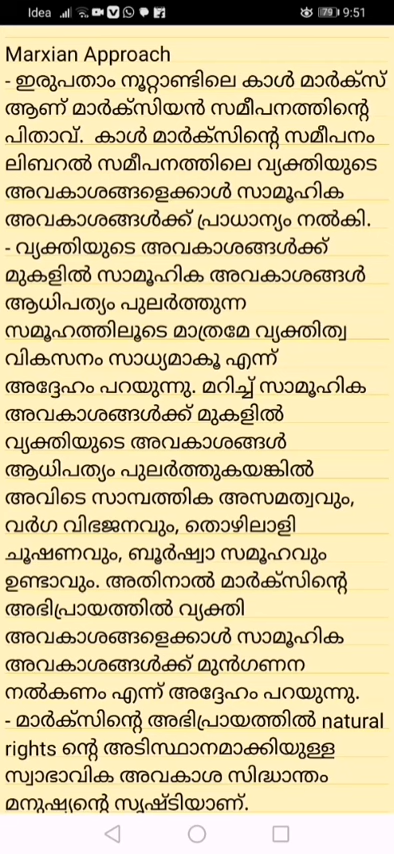 Idea 79 9:51
Marxian Approach
- ഇരുപതാം നൂറ്റാണ്ടിലെ കാൾ മാർക്സ്
ആണ് മാർക്സിയൻ സമീപനത്തിന്റെ
പിതാവ്. കാൾ മാർക്സിന്റെ സമീപനം
ലിബറൽ സമീപനത്തിലെ വ്യക്തിയുടെ
അവകാശങ്ങളെക്കാൾ സാമൂഹിക
അവകാശങ്ങൾക്ക് പ്രാധാന്യം നൽകി.
- വ്യക്തിയുടെ അവകാശങ്ങൾക്ക്
മുകളിൽ സാമൂഹിക അവകാശങ്ങൾ
ആധിപത്യം പുലർത്തുന്ന
സമൂഹത്തിലൂടെ മാത്രമേ വ്യക്തിത്വ
വികസനം സാധ്യമാകൂ എന്ന്
അദ്ദേഹം പറയുന്നു. മറിച്ച് സാമൂഹിക
അവകാശങ്ങൾക്ക് മുകളിൽ
വ്യക്തിയുടെ അവകാശങ്ങൾ
ആധിപത്യം പുലർത്തുകയങ്കിൽ
അവിടെ സാമ്പത്തിക അസമത്വവും,
വർഗ വിഭജനവും, തൊഴിലാളി
ചൂഷണവും, ബൂർഷ്വാ സമൂഹവും
ഉണ്ടാവും. അതിനാൽ മാർക്സിന്റെ
അഭിപ്രായത്തിൽ വ്യക്തി
അവകാശങ്ങളെക്കാൾ സാമൂഹിക
അവകാശങ്ങൾക്ക് മുൻഗണന
നൽകണം എന്ന് അദ്ദേഹം പറയുന്നു.
- മാർക്സിന്റെ അഭിപ്രായത്തിൽ natural
rights ന്റെ അടിസ്ഥാനമാക്കിയുള്ള
സ്വാഭാവിക അവകാശ സിദ്ധാന്തം
മനുഷ്യന്റെ സൃഷ്ടിയാണ്.